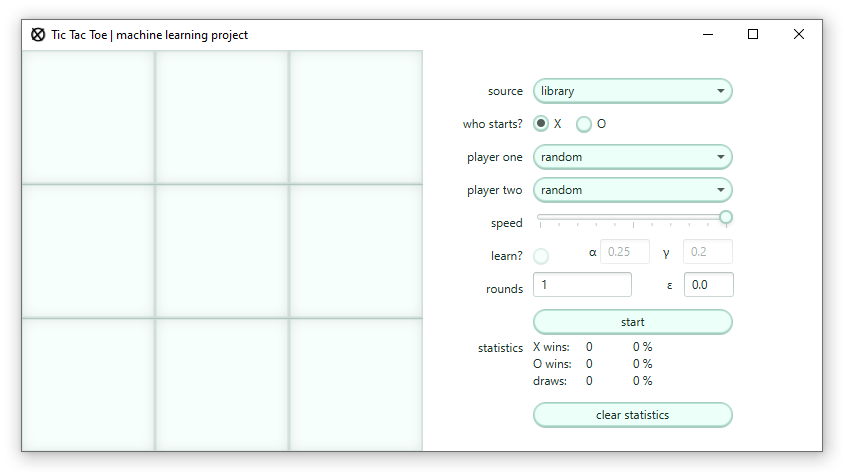 Tic Tac Toe | machine learning project
source library
who starts? X O
player one random
player two random
speed
learn? α 0.25 γ 0.2
rounds 1 ε 0.0
start
statistics X wins: 0 0 %
O wins: 0 0 %
draws: 0 0 %
clear statistics